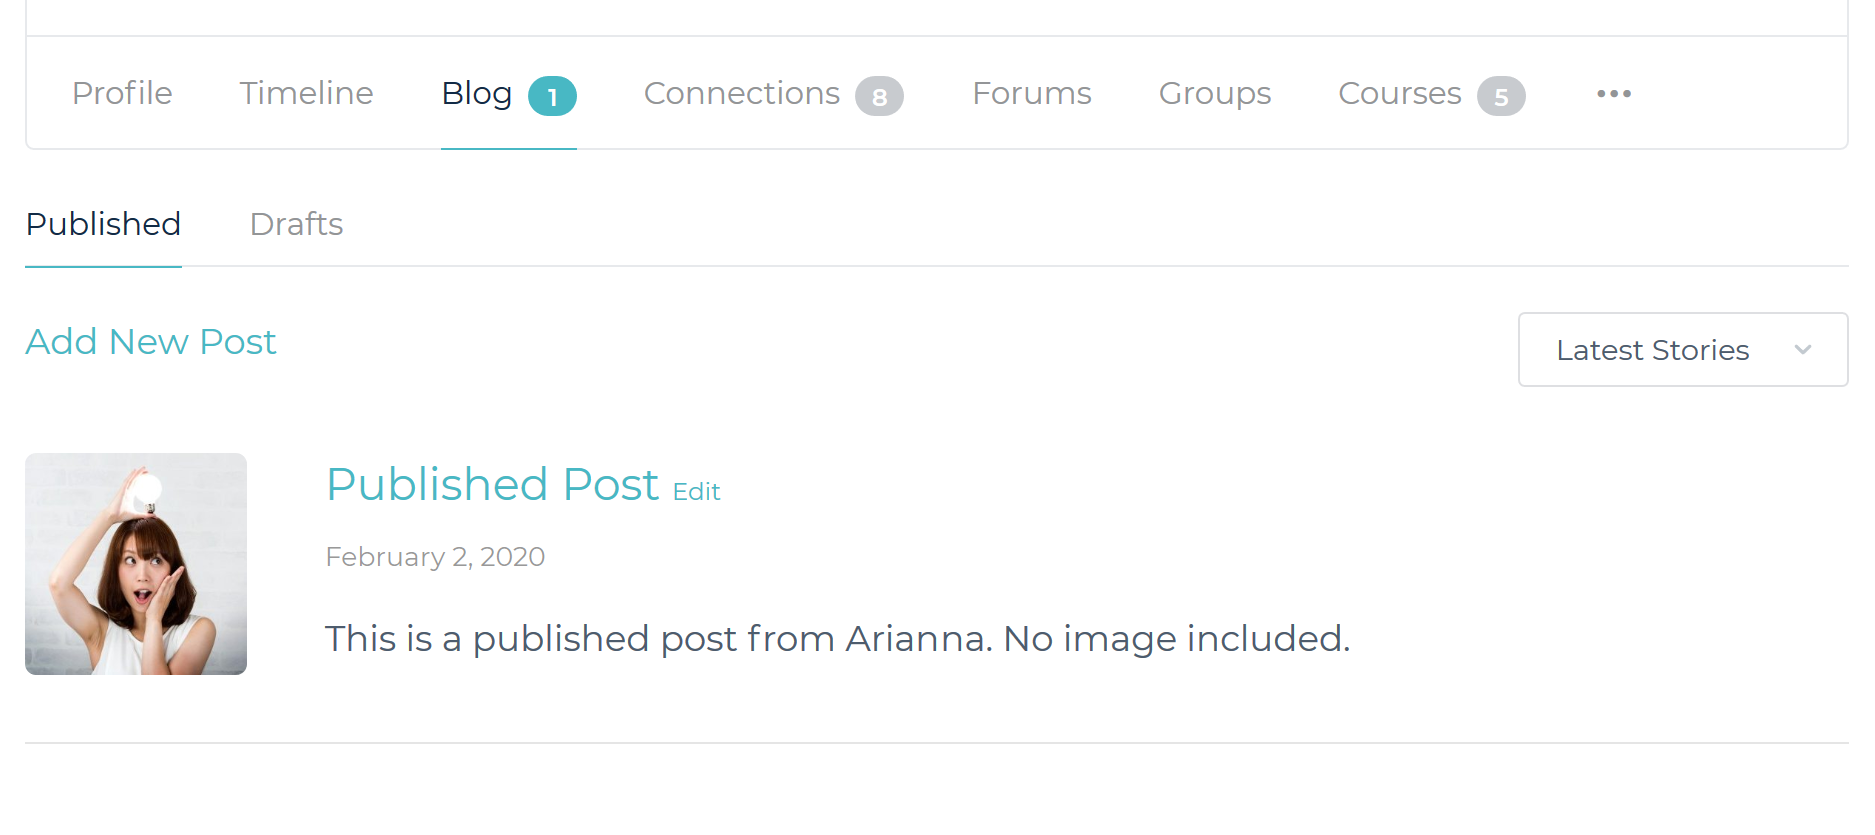 Profile Timeline Blog 1 Connections 8 Forums Groups Courses 5 •••
Published Drafts
Add New Post Latest Stories
Published Post Edit
February 2, 2020
This is a published post from Arianna. No image included.